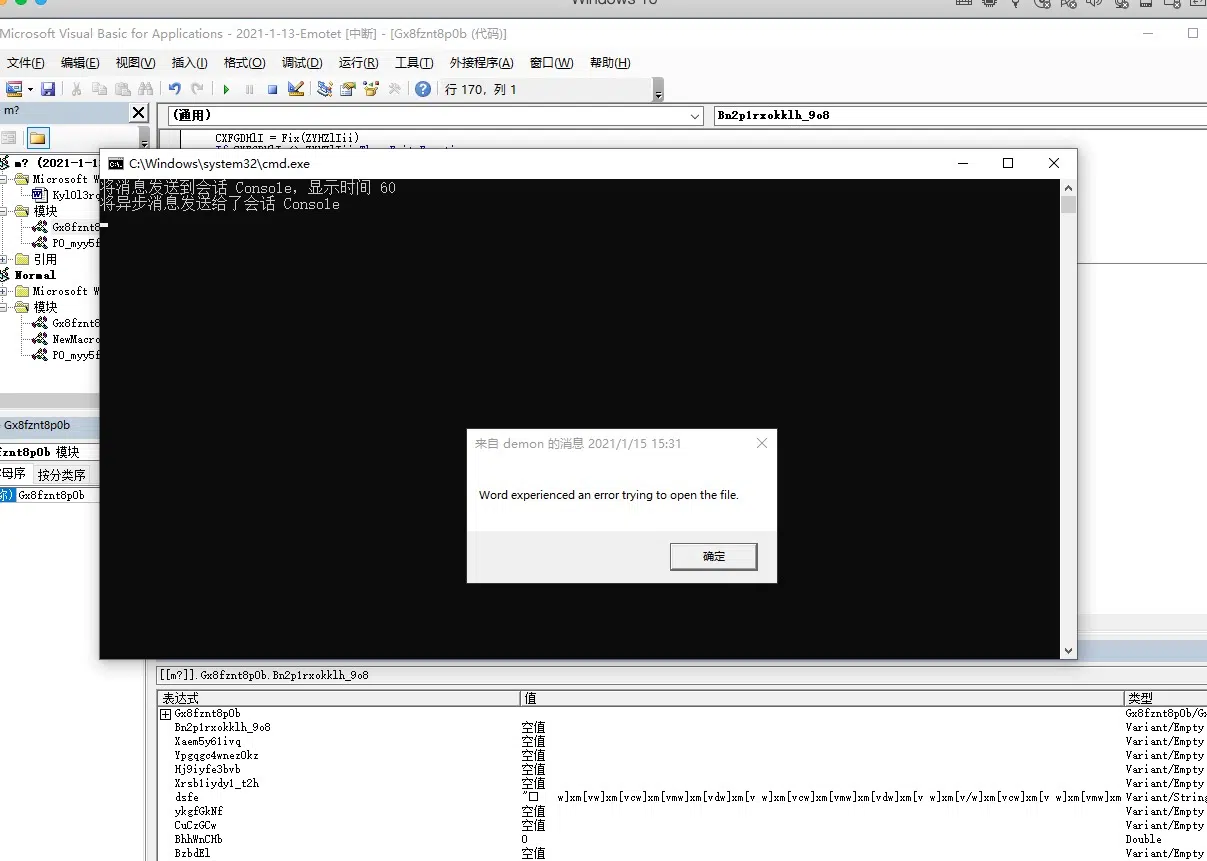 Windows 10
Microsoft Visual Basic for Applications - 2021-1-13-Emotet [中断] - [Gx8fznt8p0b (代码)]
文件(F) 编辑(E) 视图(V) 插入(I) 格式(O) 调试(D) 运行(R) 工具(T) 外接程序(A) 窗口(W) 帮助(H)
行 170, 列 1
m?
(通用)
Bn2p1rxokklh_9o8
CXFGDHlI = Fix(ZYHZlIii)
m? (2021-1-1
C:\Windows\system32\cmd.exe
将消息发送到会话 Console，显示时间 60
将异步消息发送给了会话 Console
Microsoft W
模块
Gx8fznt8
PO_myy5f
引用
Normal
Microsoft W
模块
Gx8fznt8
NewMacro
PO_myy5f
Gx8fznt8p0b
fznt8p0b 模块
母序 按分类序
称) Gx8fznt8p0b
来自 demon 的消息 2021/1/15 15:31
Word experienced an error trying to open the file.
确定
[[m?]].Gx8fznt8p0b.Bn2p1rxokklh_9o8
表达式 值 类型
Gx8fznt8p0b Gx8fznt8p0b/Gx
Bn2p1rxokklh_9o8 空值 Variant/Empty
Xaem5y61ivq 空值 Variant/Empty
Ypgqgc4wnez0kz 空值 Variant/Empty
Hj9iyfe3bvb 空值 Variant/Empty
Xrsb1iydy1_t2h 空值 Variant/Empty
dsfe "□ w]xm[vw]xm[vcw]xm[vmw]xm[vdw]xm[v w]xm[vcw]xm[vmw]xm[vdw]xm[v w]xm[v/w]xm[vcw]xm[v w]xm[vmw]xm Variant/String
ykgfGkNf 空值 Variant/Empty
CuCzGCw 空值 Variant/Empty
BhhWnCHb 0 Double
BzbdEl 空值 Variant/Empty